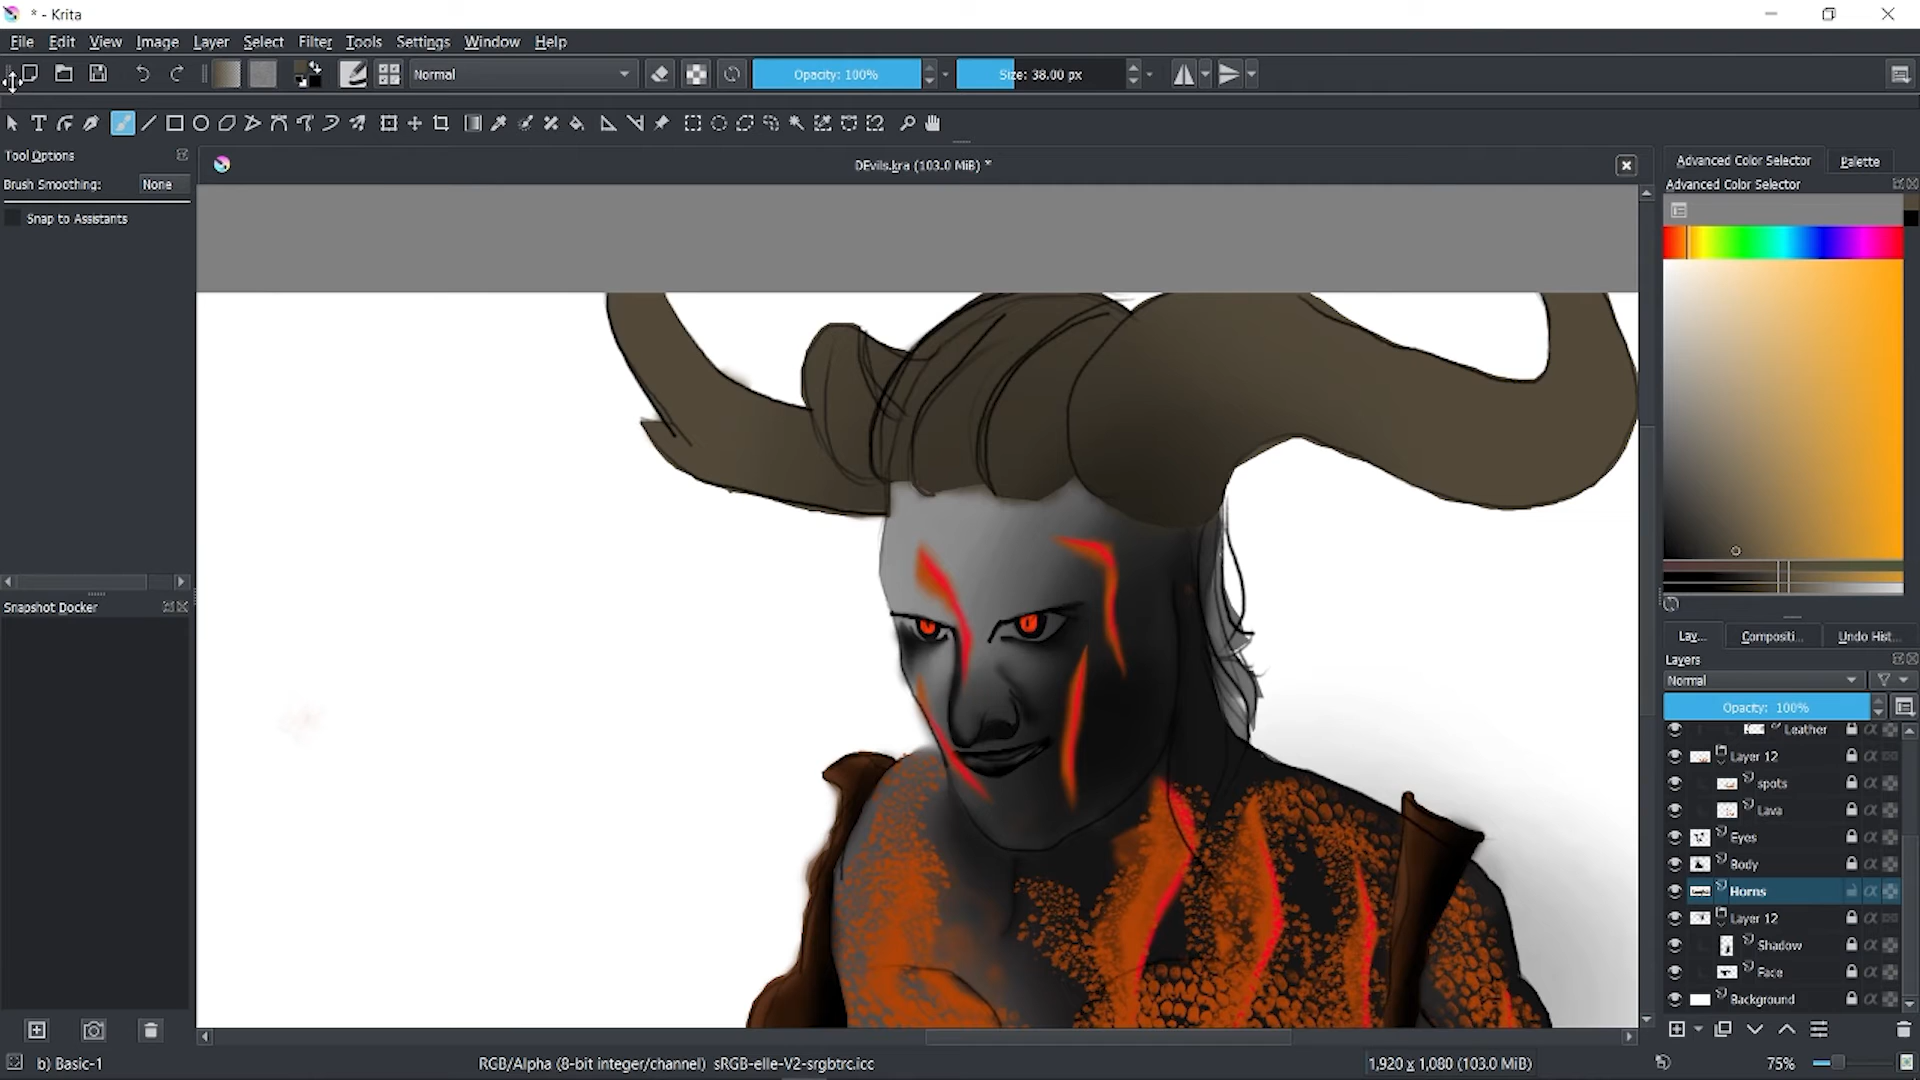 * - Krita
File Edit View Image Layer Select Filter Tools Settings Window Help
Normal Opacity: 100% Size: 38.00 px
Tool Options
DEvils.kra (103.0 MiB) *
Advanced Color Selector Palette
Brush Smoothing: None
Advanced Color Selector
Snap to Assistants
Snapshot Docker
Lay... Compositi... Undo Hist...
Layers
Normal
Opacity: 100%
Leather
Layer 12
spots
Lava
Eyes
Body
Horns
Layer 12
Shadow
Face
Background
b) Basic-1 RGB/Alpha (8-bit integer/channel) sRGB-elle-V2-srgbtrc.icc 1,920 x 1,080 (103.0 MiB) 75%